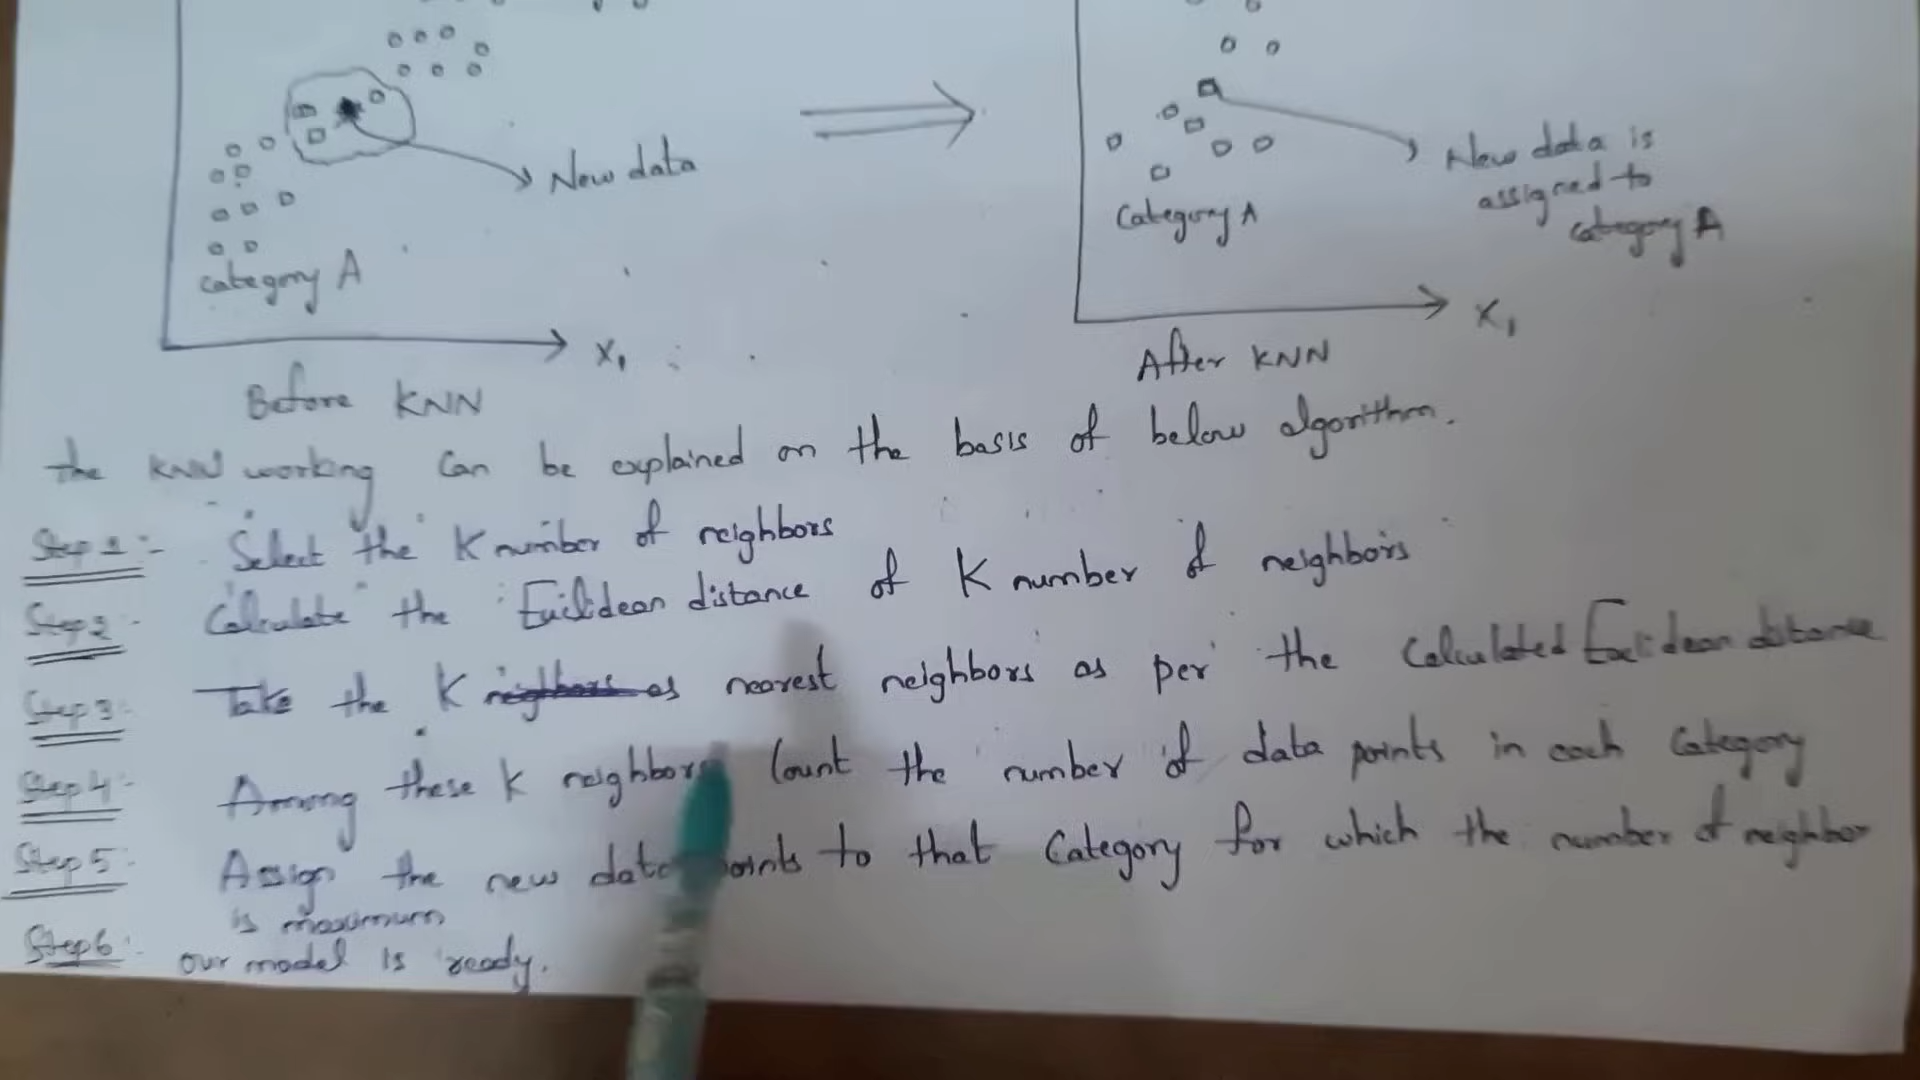 New data
New data is
assigned to
category A
Category A
category A
X1
X1
Before KNN
After KNN
the KNN working can be explained on the basis of below algorithm.
Step 1:- Select the K number of neighbors
Step 2:- Calculate the Euclidean distance of K number of neighbors
Step 3:- Take the K nearest neighbors as per the calculated Euclidean distance
Step 4:- Among these K neighbors Count the number of data points in each Category
Step 5:- Assign the new data points to that Category for which the number of neighbor
is maximum
Step 6:- our model is ready.